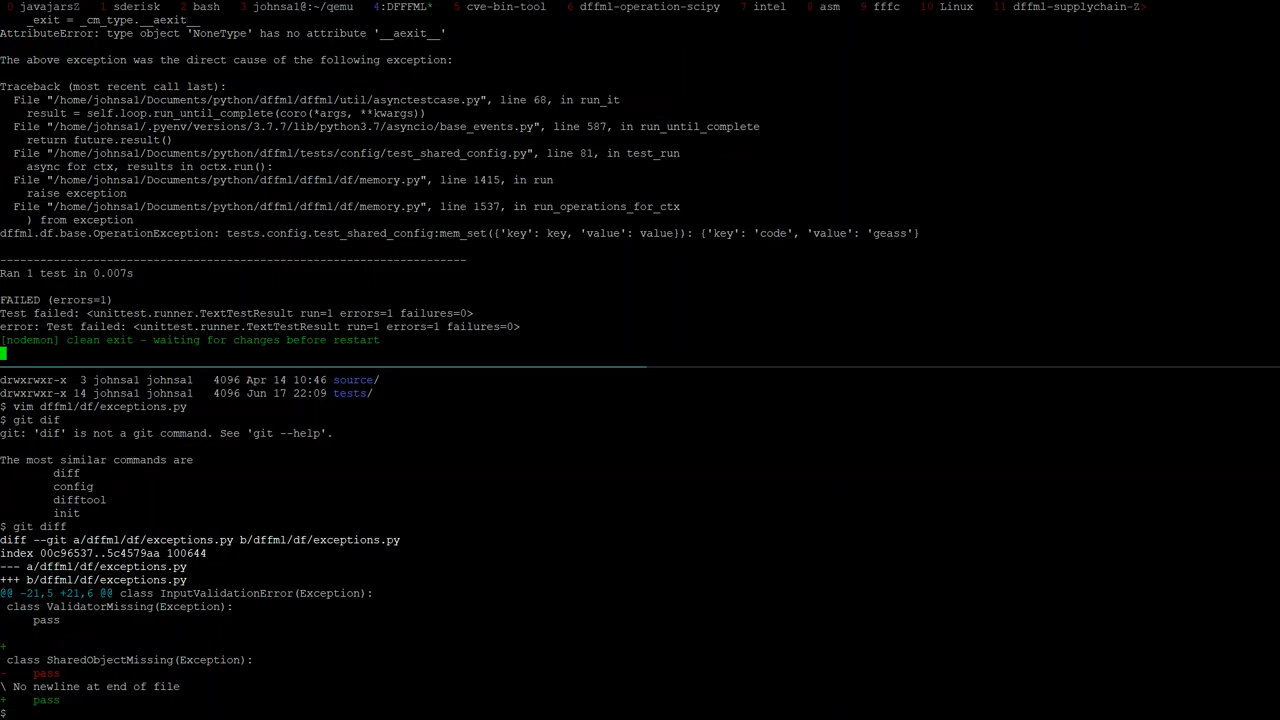 0 javajarsZ  1 sderisk  2 bash  3 johnsa1@:~/qemu  4:DFFFML*  5 cve-bin-tool  6 dffml-operation-scipy  7 intel  8 asm  9 fffc  10 Linux  11 dffml-supplychain-Z>
    _exit = _cm_type.__aexit__
AttributeError: type object 'NoneType' has no attribute '__aexit__'

The above exception was the direct cause of the following exception:

Traceback (most recent call last):
  File "/home/johnsa1/Documents/python/dffml/dffml/util/asynctestcase.py", line 68, in run_it
    result = self.loop.run_until_complete(coro(*args, **kwargs))
  File "/home/johnsa1/.pyenv/versions/3.7.7/lib/python3.7/asyncio/base_events.py", line 587, in run_until_complete
    return future.result()
  File "/home/johnsa1/Documents/python/dffml/tests/config/test_shared_config.py", line 81, in test_run
    async for ctx, results in octx.run():
  File "/home/johnsa1/Documents/python/dffml/dffml/df/memory.py", line 1415, in run
    raise exception
  File "/home/johnsa1/Documents/python/dffml/dffml/df/memory.py", line 1537, in run_operations_for_ctx
    ) from exception
dffml.df.base.OperationException: tests.config.test_shared_config:mem_set({'key': key, 'value': value}): {'key': 'code', 'value': 'geass'}

----------------------------------------------------------------------
Ran 1 test in 0.007s

FAILED (errors=1)
Test failed: <unittest.runner.TextTestResult run=1 errors=1 failures=0>
error: Test failed: <unittest.runner.TextTestResult run=1 errors=1 failures=0>
[nodemon] clean exit - waiting for changes before restart
drwxrwxr-x  3 johnsa1 johnsa1   4096 Apr 14 10:46 source/
drwxrwxr-x 14 johnsa1 johnsa1   4096 Jun 17 22:09 tests/
$ vim dffml/df/exceptions.py
$ git dif
git: 'dif' is not a git command. See 'git --help'.

The most similar commands are
        diff
        config
        difftool
        init
$ git diff
diff --git a/dffml/df/exceptions.py b/dffml/df/exceptions.py
index 00c96537..5c4579aa 100644
--- a/dffml/df/exceptions.py
+++ b/dffml/df/exceptions.py
@@ -21,5 +21,6 @@ class InputValidationError(Exception):
 class ValidatorMissing(Exception):
     pass

+
 class SharedObjectMissing(Exception):
-    pass
\ No newline at end of file
+    pass
$